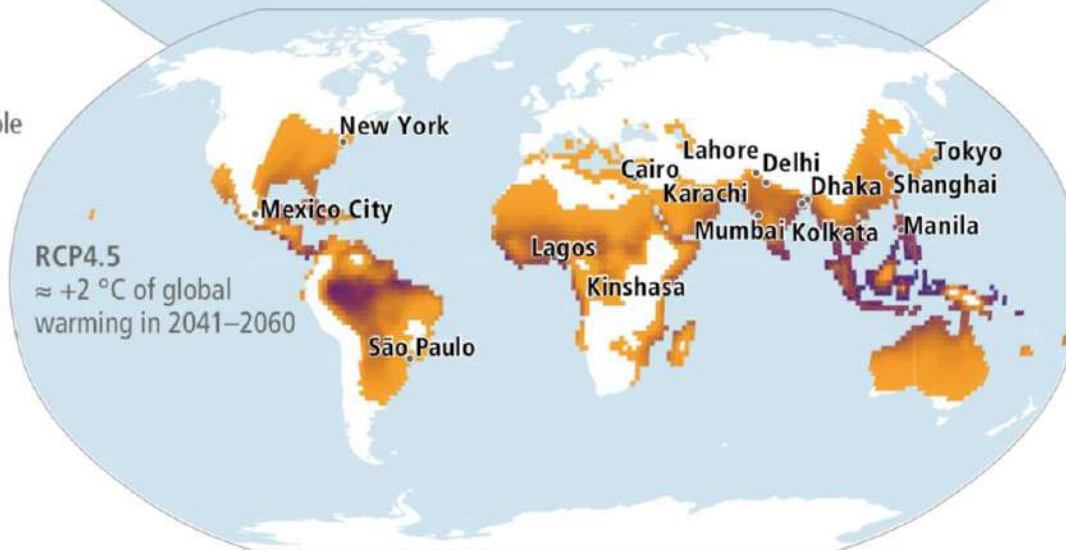 New York
Lahore Delhi
Tokyo
Cairo
Karachi
Dhaka
Shanghai
Mexico City
Mumbai Kolkata
Manila
Lagos
RCP4.5
≈ +2 °C of global
warming in 2041–2060
Kinshasa
São Paulo